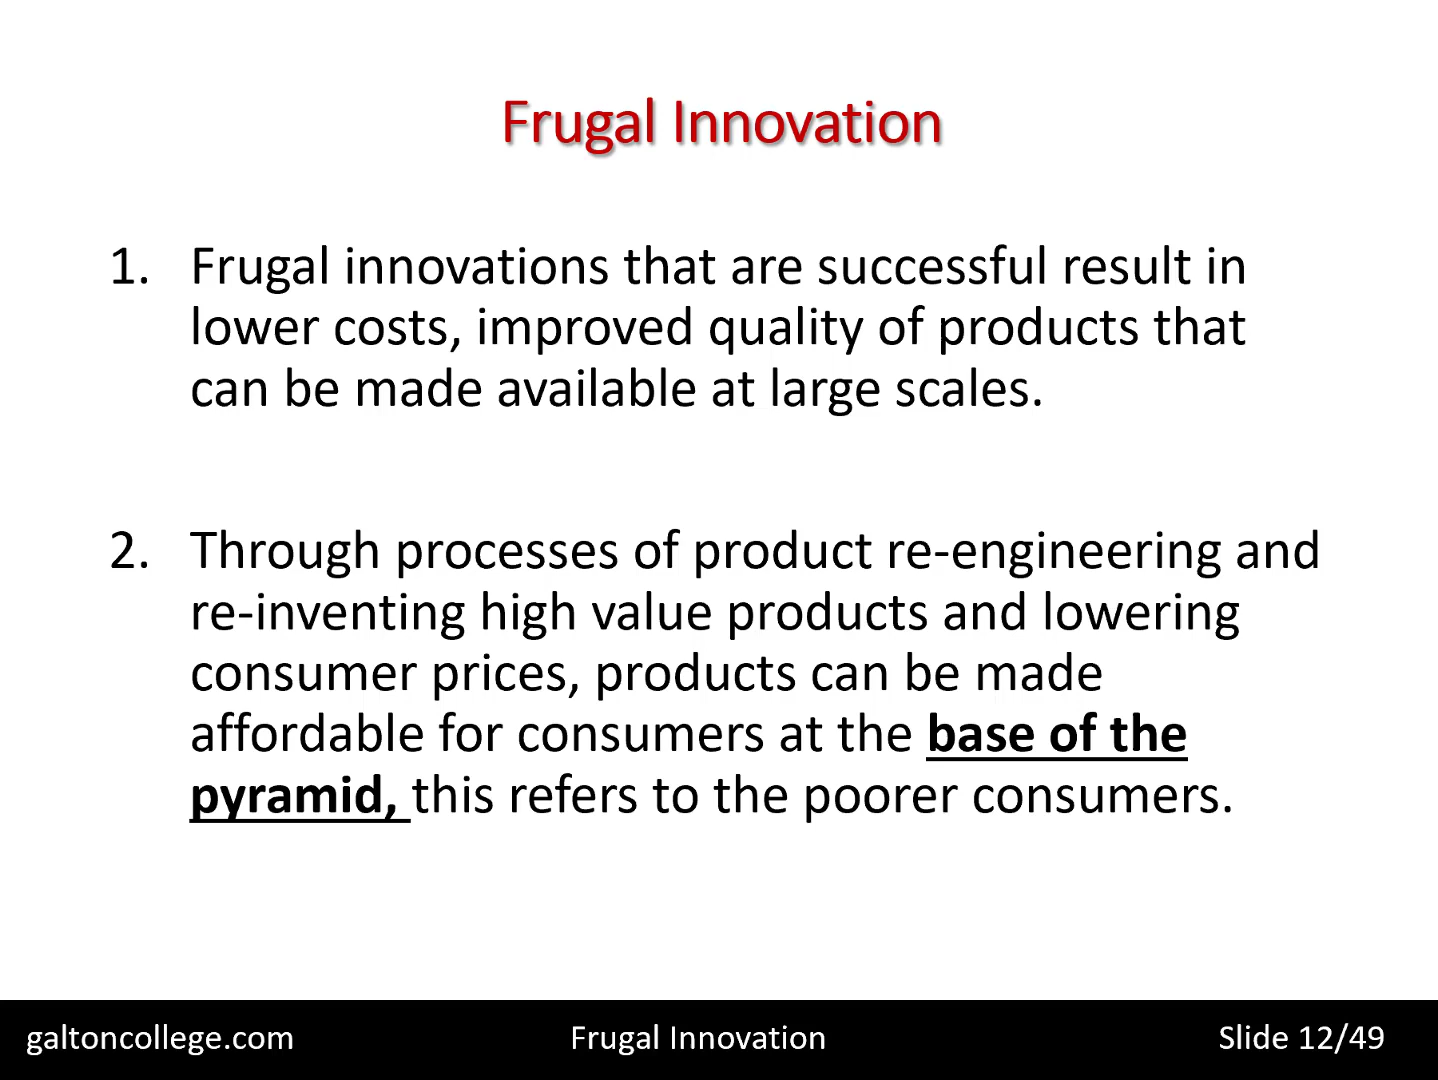 Frugal Innovation
1. Frugal innovations that are successful result in
lower costs, improved quality of products that
can be made available at large scales.
2. Through processes of product re-engineering and
re-inventing high value products and lowering
consumer prices, products can be made
affordable for consumers at the base of the
pyramid, this refers to the poorer consumers.
galtoncollege.com Frugal Innovation Slide 12/49